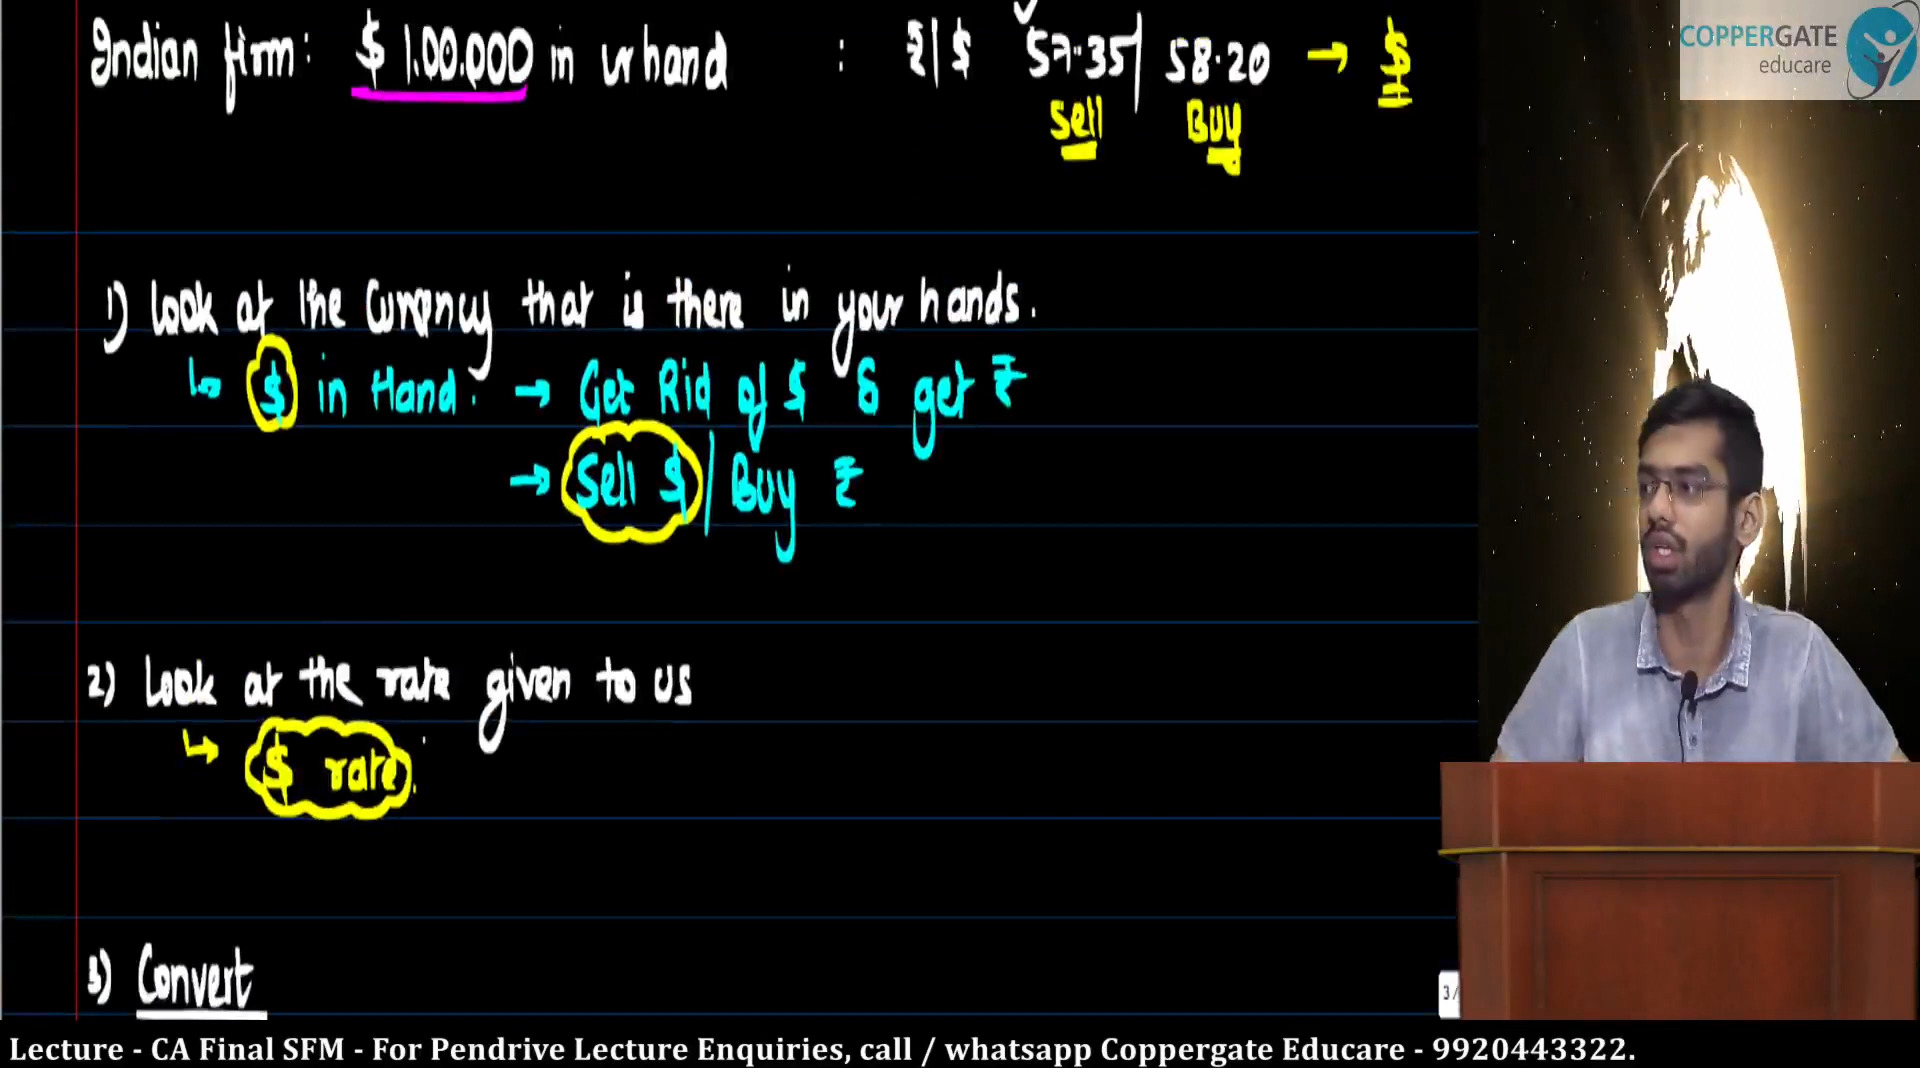 Indian firm: $ 1,00,000 in ur hand : ₹|$ 57.35| 58.20 → $
Sell Buy
COPPERGATE
educare
1) Look at the Currency that is there in your hands.
↳ $ in Hand. → Get Rid of $ & get ₹
→ Sell $ | Buy ₹
2) Look at the rate given to us
↳ $ rate.
3) Convert
3/
Lecture - CA Final SFM - For Pendrive Lecture Enquiries, call / whatsapp Coppergate Educare - 9920443322.